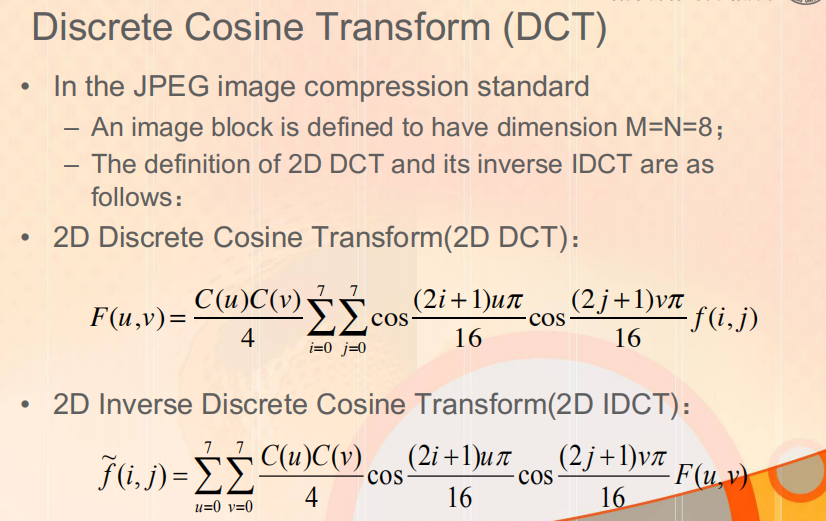 Discrete Cosine Transform (DCT)
• In the JPEG image compression standard
– An image block is defined to have dimension M=N=8；
– The definition of 2D DCT and its inverse IDCT are as
follows：
• 2D Discrete Cosine Transform(2D DCT)：
F(u,v) = \frac{C(u)C(v)}{4} \sum_{i=0}^{7} \sum_{j=0}^{7} \cos\frac{(2i+1)u\pi}{16} \cos\frac{(2j+1)v\pi}{16} f(i,j)
• 2D Inverse Discrete Cosine Transform(2D IDCT)：
\tilde{f}(i,j) = \sum_{u=0}^{7} \sum_{v=0}^{7} \frac{C(u)C(v)}{4} \cos\frac{(2i+1)u\pi}{16} \cos\frac{(2j+1)v\pi}{16} F(u,v)